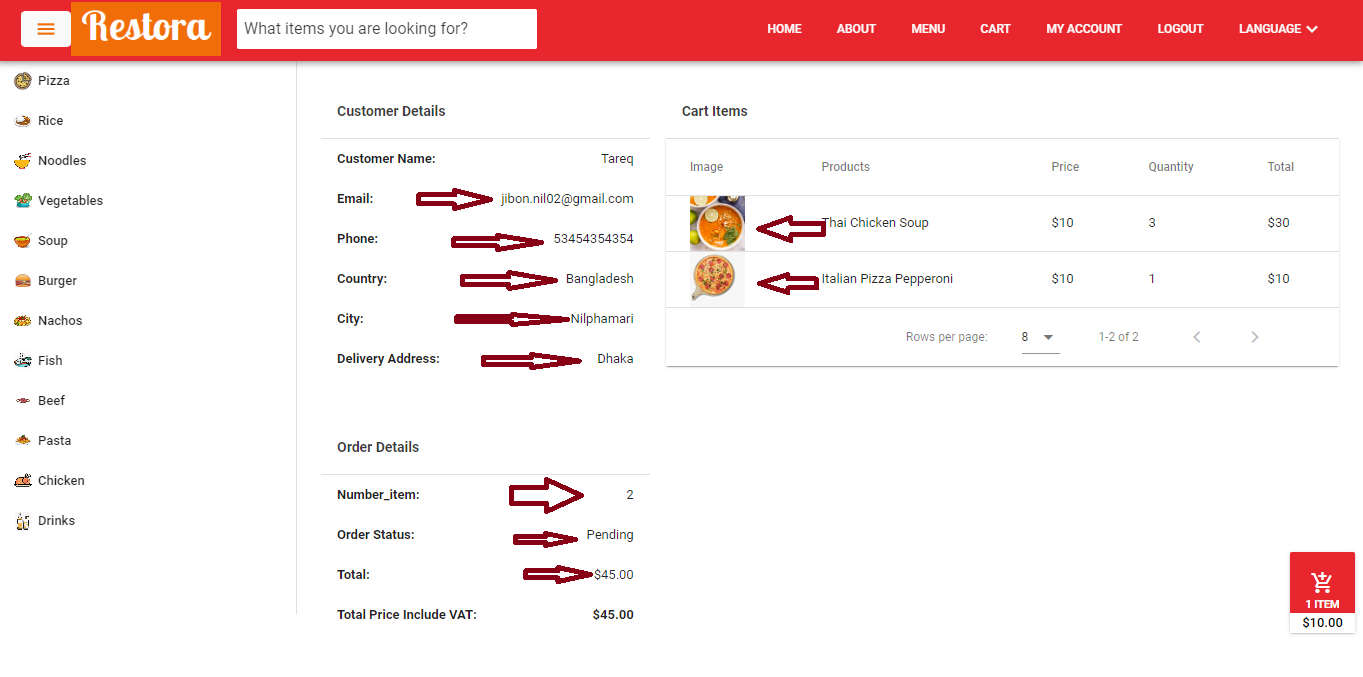 Restora
What items you are looking for?
HOME ABOUT MENU CART MY ACCOUNT LOGOUT LANGUAGE
Pizza
Rice
Noodles
Vegetables
Soup
Burger
Nachos
Fish
Beef
Pasta
Chicken
Drinks
Customer Details
Customer Name: Tareq
Email: jibon.nil02@gmail.com
Phone: 53454354354
Country: Bangladesh
City: Nilphamari
Delivery Address: Dhaka
Order Details
Number_item: 2
Order Status: Pending
Total: $45.00
Total Price Include VAT: $45.00
Cart Items
Image Products Price Quantity Total
Thai Chicken Soup $10 3 $30
Italian Pizza Pepperoni $10 1 $10
Rows per page: 8 1-2 of 2
1 ITEM
$10.00